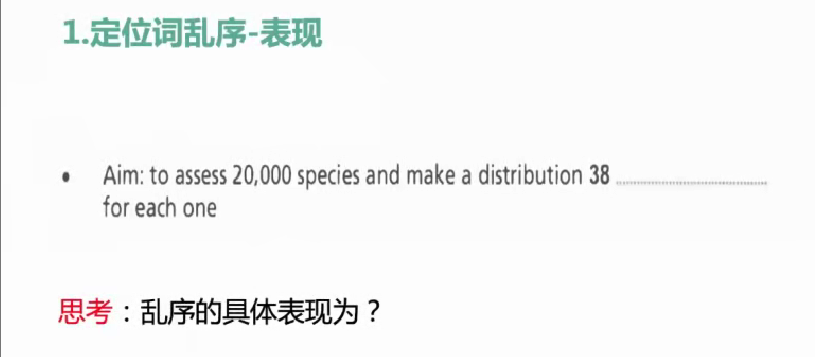 1.定位词乱序-表现
• Aim: to assess 20,000 species and make a distribution 38 ........................................
for each one
思考：乱序的具体表现为？